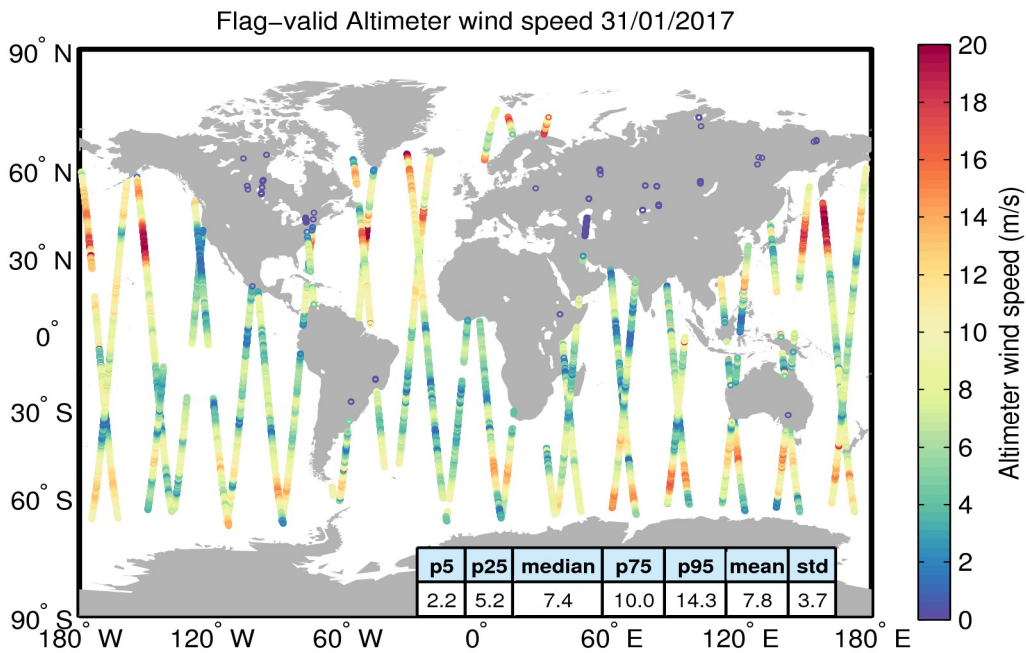 Flag−valid Altimeter wind speed 31/01/2017
90° N
60° N
30° N
0°
30° S
60° S
90° S
180° W
120° W
60° W
0°
60° E
120° E
180° E
p5 p25 median p75 p95 mean std
2.2 5.2 7.4 10.0 14.3 7.8 3.7
20
18
16
14
12
10
8
6
4
2
0
Altimeter wind speed (m/s)